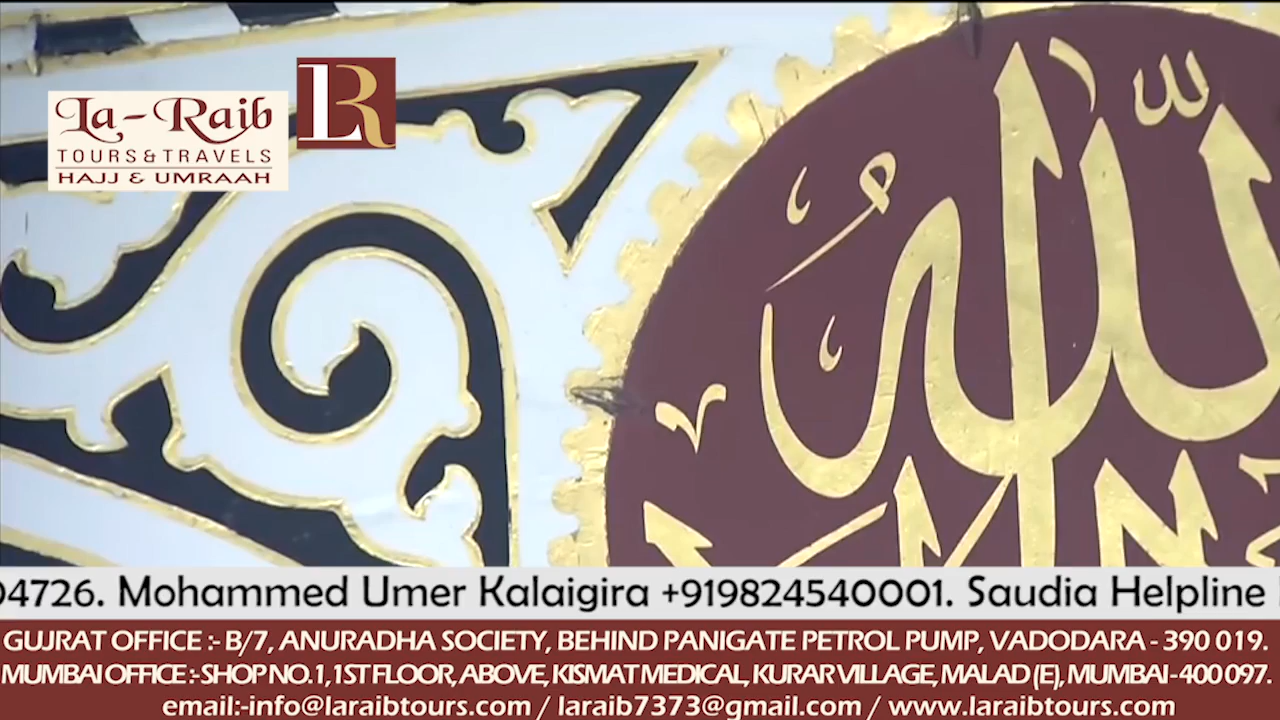 La-Raib
TOURS & TRAVELS
HAJJ & UMRAAH
LR
الله
04726. Mohammed Umer Kalaigira +919824540001. Saudia Helpline
GUJRAT OFFICE :- B/7, ANURADHA SOCIETY, BEHIND PANIGATE PETROL PUMP, VADODARA - 390 019.
MUMBAI OFFICE :- SHOP NO. 1, 1ST FLOOR, ABOVE, KISMAT MEDICAL, KURAR VILLAGE, MALAD (E), MUMBAI - 400 097.
email:-info@laraibtours.com / laraib7373@gmail.com / www.laraibtours.com